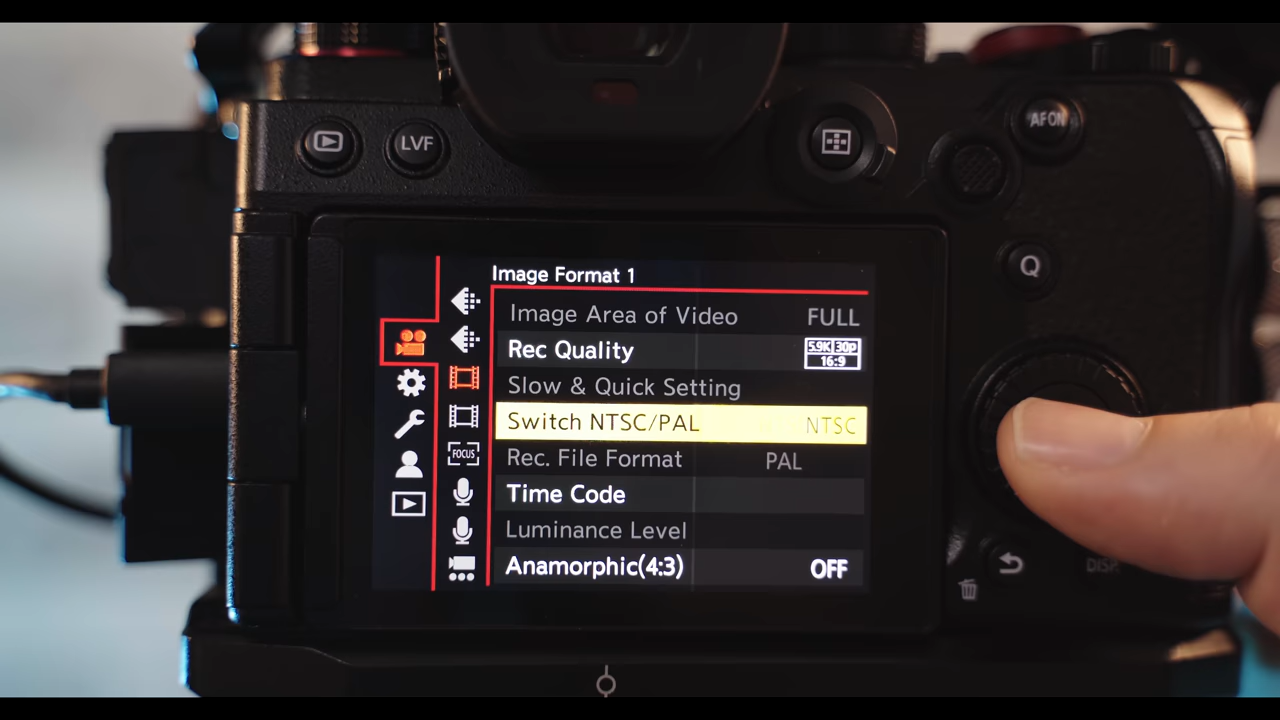 LVF
AFON
Q
Image Format 1
Image Area of Video FULL
Rec Quality 5.9K 30p 16:9
Slow & Quick Setting
Switch NTSC/PAL NTSC
Rec. File Format PAL
FOCUS
Time Code
Luminance Level
Anamorphic(4:3) OFF
DISP.